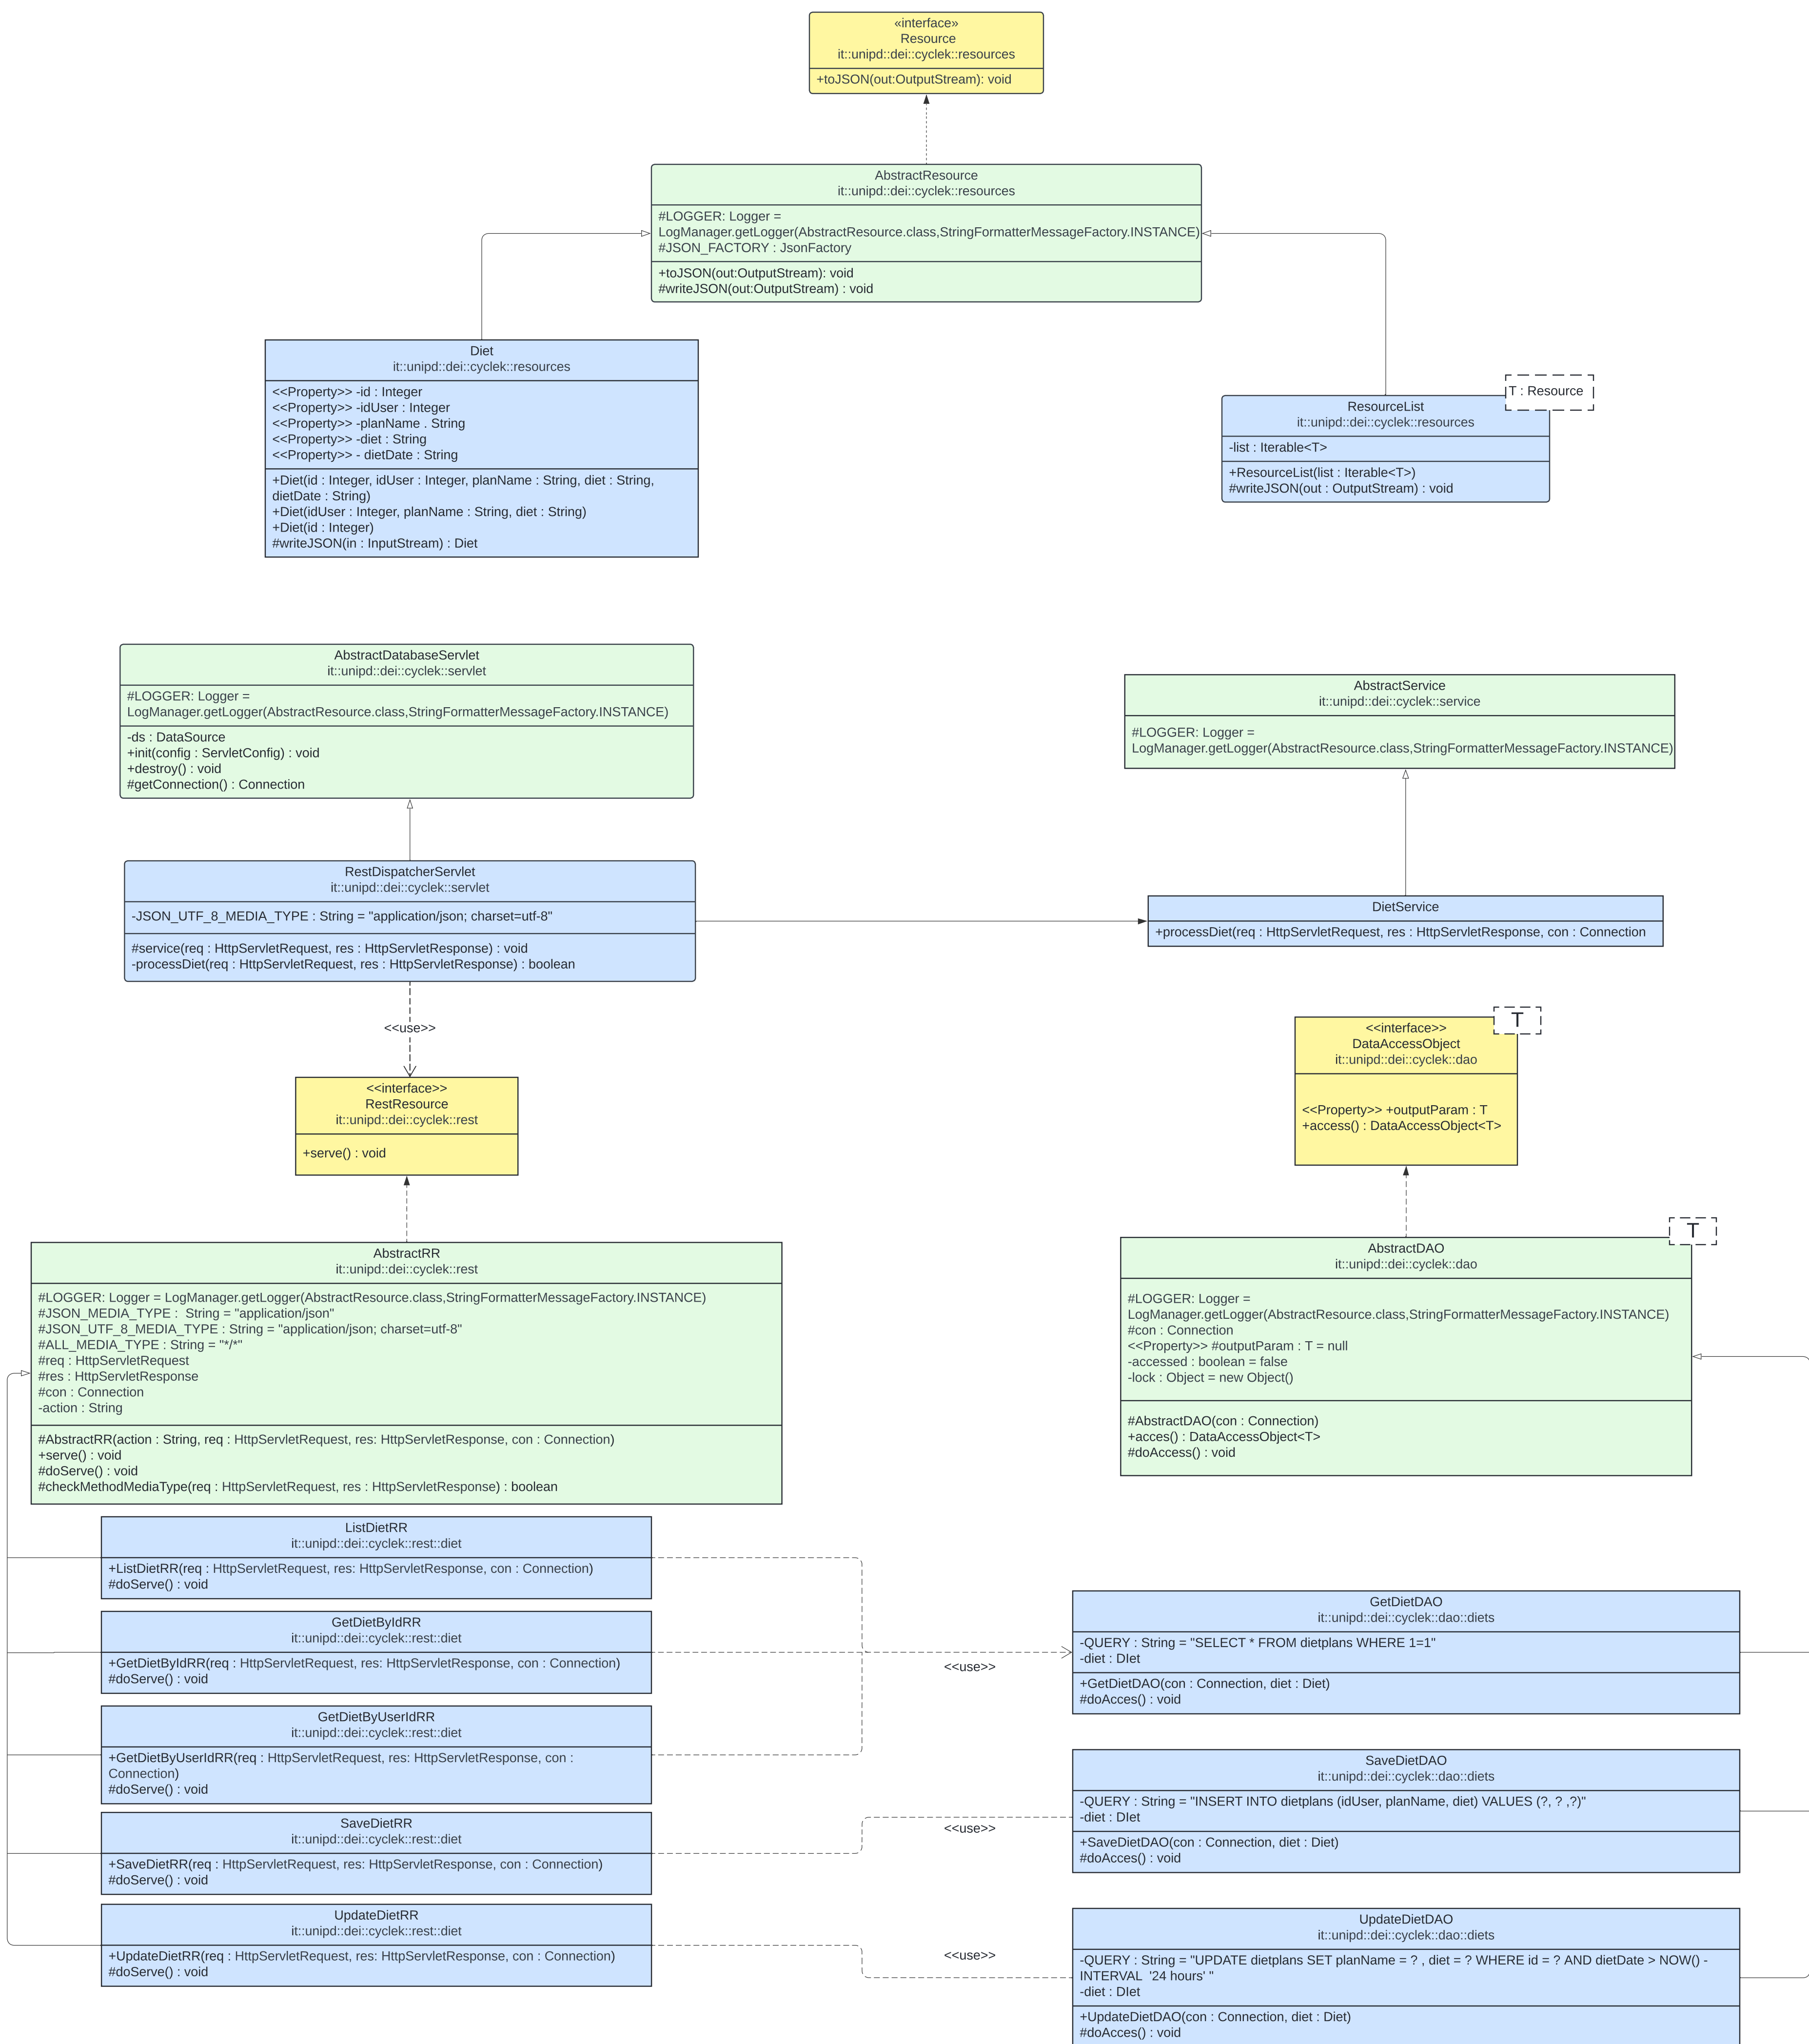 «interface»
Resource
it::unipd::dei::cyclek::resources
+toJSON(out:OutputStream): void
AbstractResource
it::unipd::dei::cyclek::resources
#LOGGER: Logger =
LogManager.getLogger(AbstractResource.class,StringFormatterMessageFactory.INSTANCE)
#JSON_FACTORY : JsonFactory
+toJSON(out:OutputStream): void
#writeJSON(out:OutputStream) : void
Diet
it::unipd::dei::cyclek::resources
<<Property>> -id : Integer
<<Property>> -idUser : Integer
<<Property>> -planName . String
<<Property>> -diet : String
<<Property>> - dietDate : String
+Diet(id : Integer, idUser : Integer, planName : String, diet : String,
dietDate : String)
+Diet(idUser : Integer, planName : String, diet : String)
+Diet(id : Integer)
#writeJSON(in : InputStream) : Diet
T : Resource
ResourceList
it::unipd::dei::cyclek::resources
-list : Iterable<T>
+ResourceList(list : Iterable<T>)
#writeJSON(out : OutputStream) : void
AbstractDatabaseServlet
it::unipd::dei::cyclek::servlet
#LOGGER: Logger =
LogManager.getLogger(AbstractResource.class,StringFormatterMessageFactory.INSTANCE)
-ds : DataSource
+init(config : ServletConfig) : void
+destroy() : void
#getConnection() : Connection
AbstractService
it::unipd::dei::cyclek::service
#LOGGER: Logger =
LogManager.getLogger(AbstractResource.class,StringFormatterMessageFactory.INSTANCE)
RestDispatcherServlet
it::unipd::dei::cyclek::servlet
-JSON_UTF_8_MEDIA_TYPE : String = "application/json; charset=utf-8"
#service(req : HttpServletRequest, res : HttpServletResponse) : void
-processDiet(req : HttpServletRequest, res : HttpServletResponse) : boolean
DietService
+processDiet(req : HttpServletRequest, res : HttpServletResponse, con : Connection
<<use>>
<<interface>>
RestResource
it::unipd::dei::cyclek::rest
+serve() : void
T
<<interface>>
DataAccessObject
it::unipd::dei::cyclek::dao
<<Property>> +outputParam : T
+access() : DataAccessObject<T>
AbstractRR
it::unipd::dei::cyclek::rest
#LOGGER: Logger = LogManager.getLogger(AbstractResource.class,StringFormatterMessageFactory.INSTANCE)
#JSON_MEDIA_TYPE :  String = "application/json"
#JSON_UTF_8_MEDIA_TYPE : String = "application/json; charset=utf-8"
#ALL_MEDIA_TYPE : String = "*/*"
#req : HttpServletRequest
#res : HttpServletResponse
#con : Connection
-action : String
#AbstractRR(action : String, req : HttpServletRequest, res: HttpServletResponse, con : Connection)
+serve() : void
#doServe() : void
#checkMethodMediaType(req : HttpServletRequest, res : HttpServletResponse) : boolean
T
AbstractDAO
it::unipd::dei::cyclek::dao
#LOGGER: Logger =
LogManager.getLogger(AbstractResource.class,StringFormatterMessageFactory.INSTANCE)
#con : Connection
<<Property>> #outputParam : T = null
-accessed : boolean = false
-lock : Object = new Object()
#AbstractDAO(con : Connection)
+acces() : DataAccessObject<T>
#doAccess() : void
ListDietRR
it::unipd::dei::cyclek::rest::diet
+ListDietRR(req : HttpServletRequest, res: HttpServletResponse, con : Connection)
#doServe() : void
GetDietByIdRR
it::unipd::dei::cyclek::rest::diet
+GetDietByIdRR(req : HttpServletRequest, res: HttpServletResponse, con : Connection)
#doServe() : void
GetDietByUserIdRR
it::unipd::dei::cyclek::rest::diet
+GetDietByUserIdRR(req : HttpServletRequest, res: HttpServletResponse, con :
Connection)
#doServe() : void
SaveDietRR
it::unipd::dei::cyclek::rest::diet
+SaveDietRR(req : HttpServletRequest, res: HttpServletResponse, con : Connection)
#doServe() : void
UpdateDietRR
it::unipd::dei::cyclek::rest::diet
+UpdateDietRR(req : HttpServletRequest, res: HttpServletResponse, con : Connection)
#doServe() : void
<<use>>
<<use>>
<<use>>
GetDietDAO
it::unipd::dei::cyclek::dao::diets
-QUERY : String = "SELECT * FROM dietplans WHERE 1=1"
-diet : DIet
+GetDietDAO(con : Connection, diet : Diet)
#doAcces() : void
SaveDietDAO
it::unipd::dei::cyclek::dao::diets
-QUERY : String = "INSERT INTO dietplans (idUser, planName, diet) VALUES (?, ? ,?)"
-diet : DIet
+SaveDietDAO(con : Connection, diet : Diet)
#doAcces() : void
UpdateDietDAO
it::unipd::dei::cyclek::dao::diets
-QUERY : String = "UPDATE dietplans SET planName = ? , diet = ? WHERE id = ? AND dietDate > NOW() -
INTERVAL  '24 hours' "
-diet : DIet
+UpdateDietDAO(con : Connection, diet : Diet)
#doAcces() : void